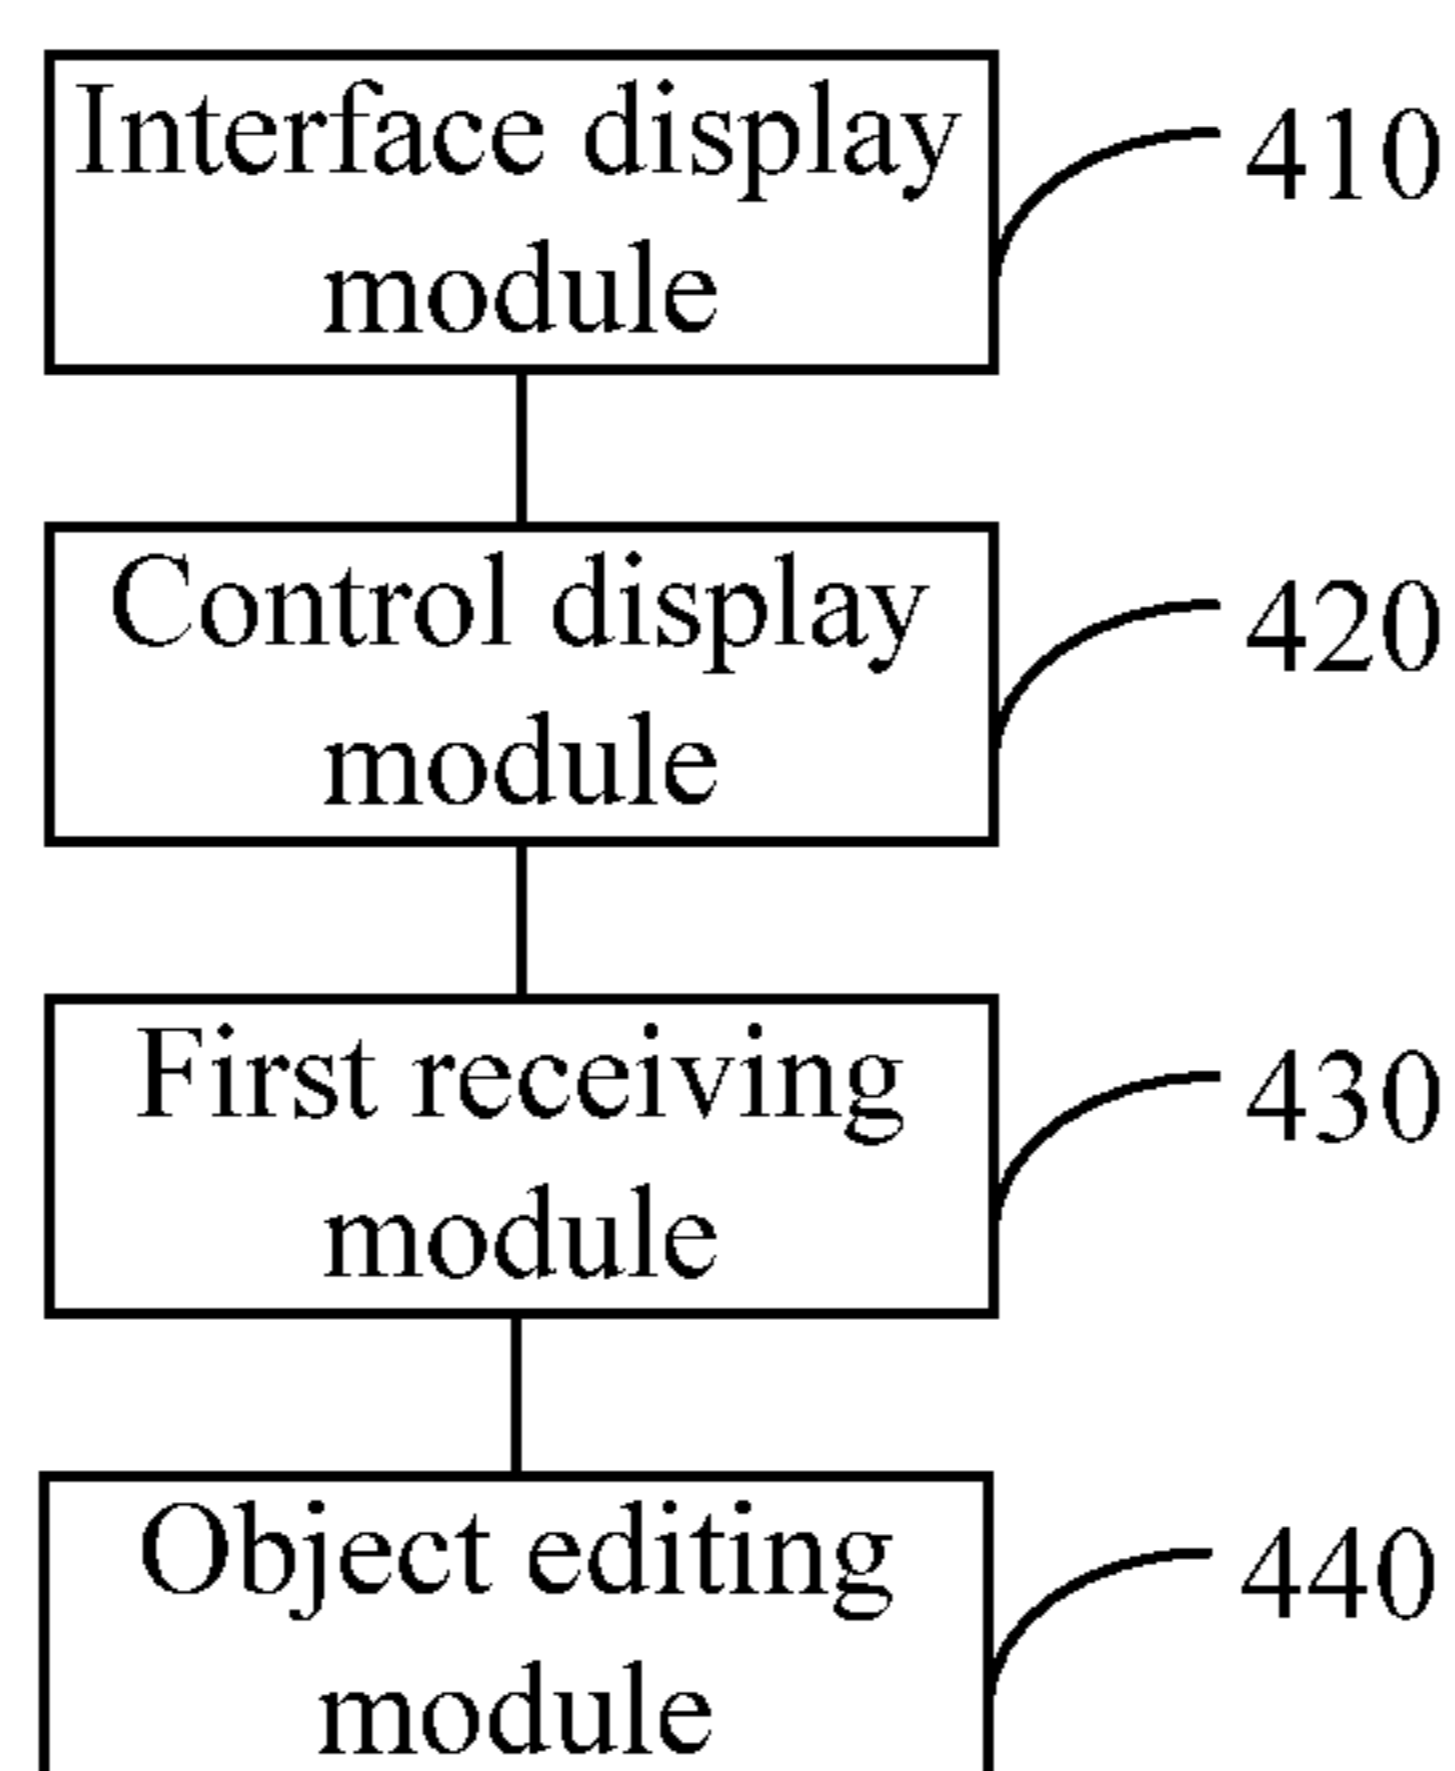 Interface display
module
410
Control display
module
420
First receiving
module
430
Object editing
module
440